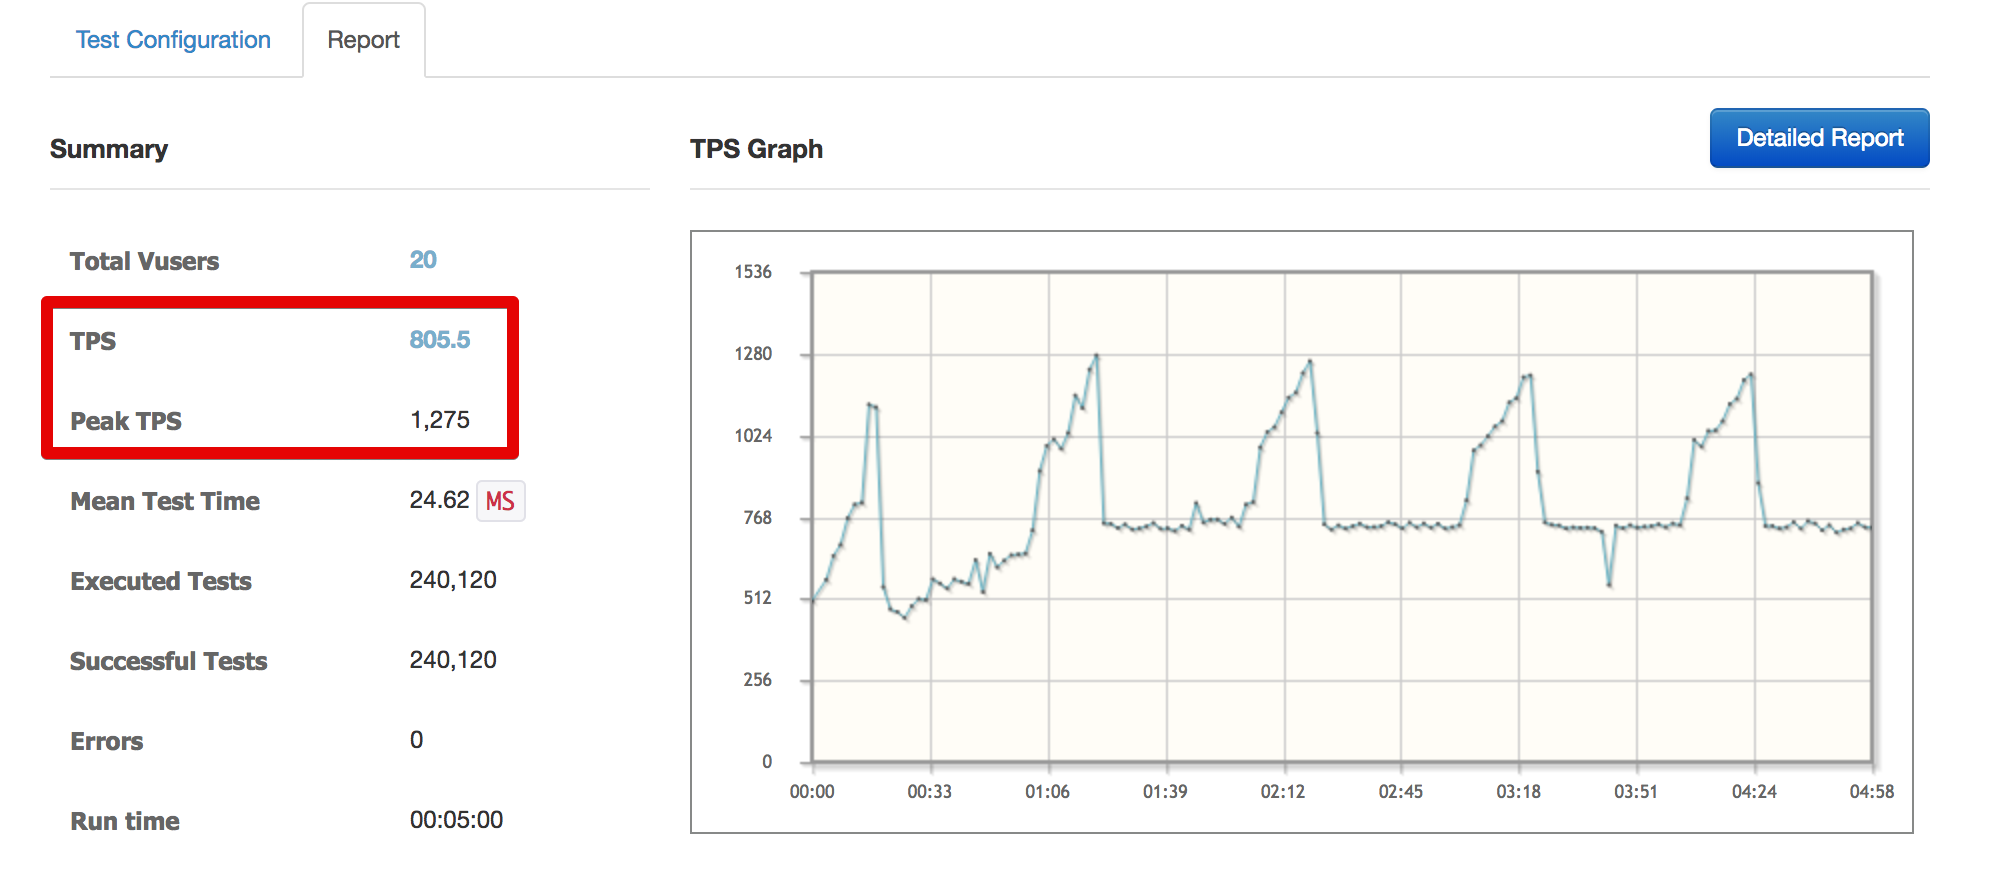 Test Configuration
Report
Summary
Total Vusers 20
TPS 805.5
Peak TPS 1,275
Mean Test Time 24.62 MS
Executed Tests 240,120
Successful Tests 240,120
Errors 0
Run time 00:05:00
TPS Graph
Detailed Report
1536
1280
1024
768
512
256
0
00:00 00:33 01:06 01:39 02:12 02:45 03:18 03:51 04:24 04:58